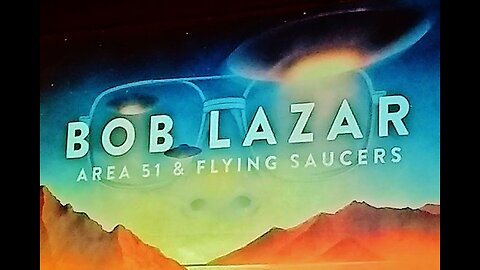 BOB LAZAR
AREA 51 & FLYING SAUCERS